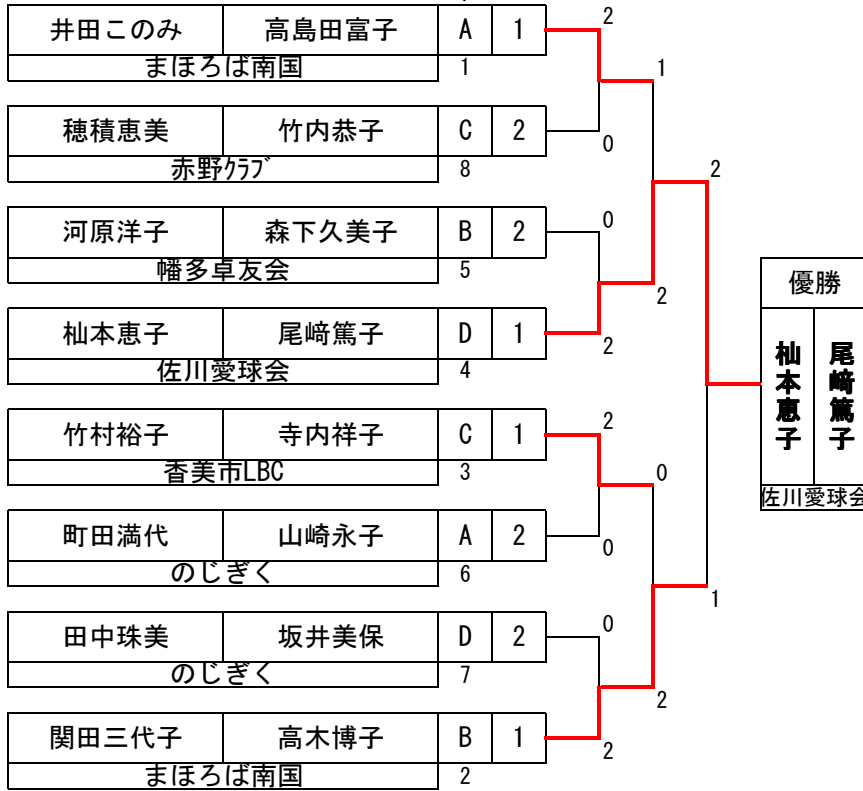 井田このみ 高島田富子 A 1
まほろば南国 1
穂積恵美 竹内恭子 C 2
赤野ｸﾗﾌﾞ 8
河原洋子 森下久美子 B 2
幡多卓友会 5
杣本恵子 尾﨑篤子 D 1
佐川愛球会 4
竹村裕子 寺内祥子 C 1
香美市LBC 3
町田満代 山崎永子 A 2
のじぎく 6
田中珠美 坂井美保 D 2
のじぎく 7
関田三代子 高木博子 B 1
まほろば南国 2
2
0
0
2
2
0
0
2
1
2
0
2
2
1
優勝
杣本恵子 尾﨑篤子
佐川愛球会